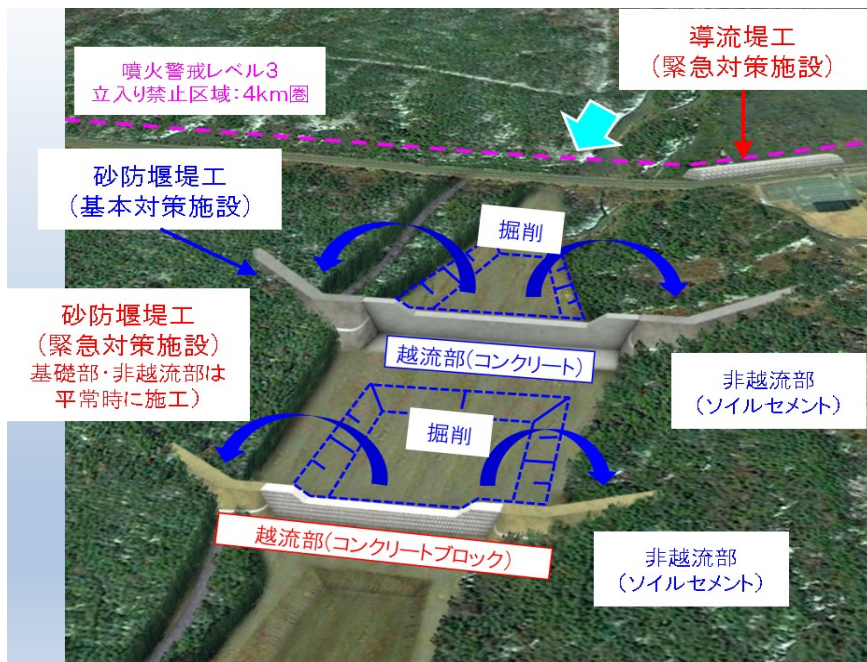 噴火警戒レベル3
立入り禁止区域:4km圏
導流堤工
(緊急対策施設)
砂防堰堤工
(基本対策施設)
掘削
砂防堰堤工
(緊急対策施設)
基礎部・非越流部は
平常時に施工)
越流部(コンクリート)
非越流部
(ソイルセメント)
掘削
越流部(コンクリートブロック)
非越流部
(ソイルセメント)